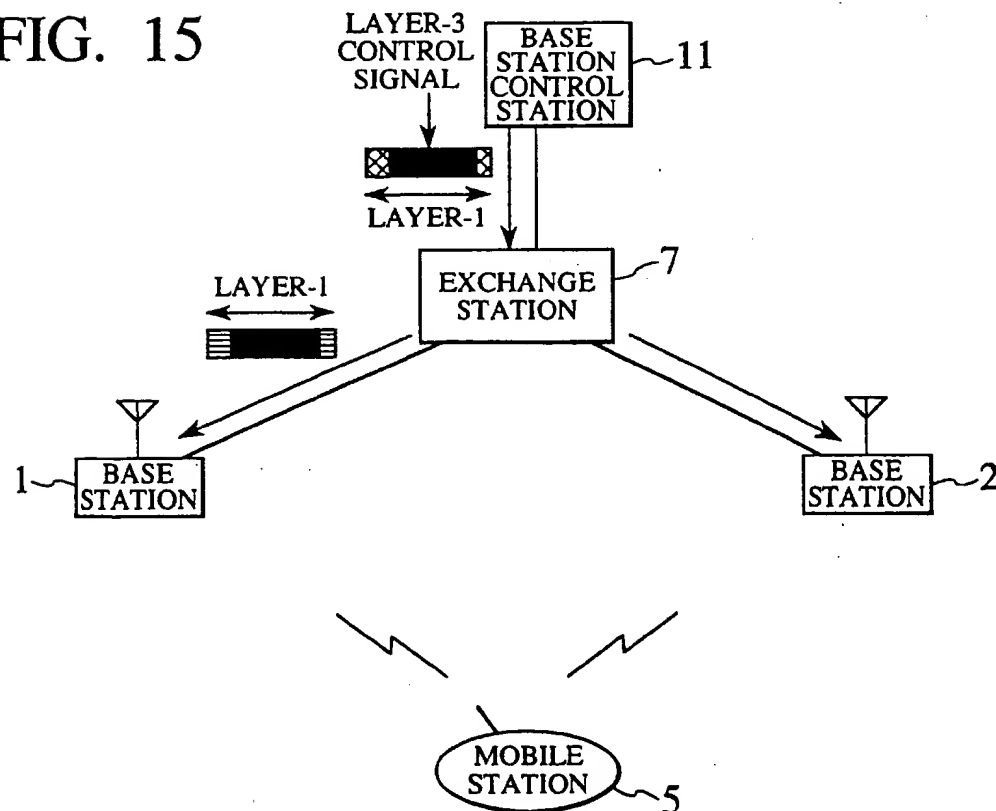 FIG. 15
LAYER-3
CONTROL
SIGNAL
BASE
STATION
CONTROL
STATION
11
LAYER-1
EXCHANGE
STATION
7
LAYER-1
1
BASE
STATION
BASE
STATION
2
MOBILE
STATION
5